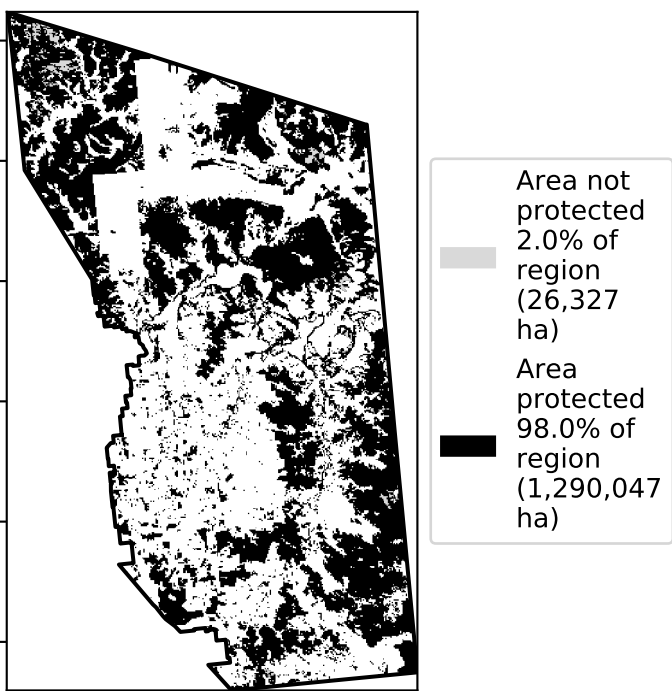 Area not
protected
2.0% of
region
(26,327
ha)
Area
protected
98.0% of
region
(1,290,047
ha)